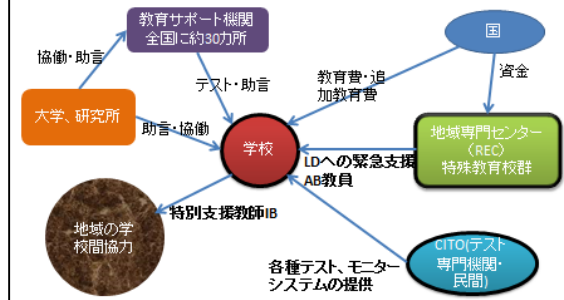 教育サポート機関
全国に約30カ所
国
協働・助言
テスト・助言
教育費・追
加教育費
資金
大学、研究所
助言・協働
学校
地域専門センター
（REC）
特殊教育校群
LDへの緊急支援
AB教員
特別支援教師IB
地域の学
校間協力
各種テスト、モニター
システムの提供
CITO(テスト
専門機関・
民間)